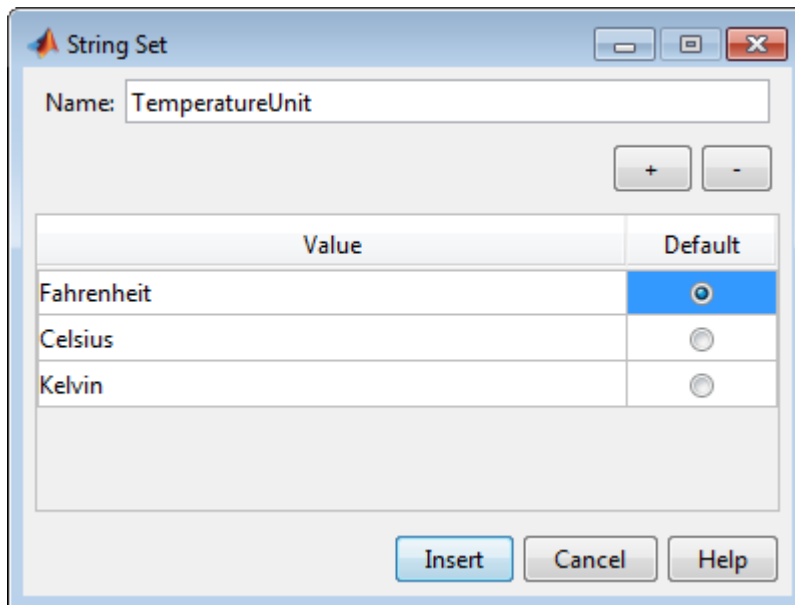 String Set
Name: TemperatureUnit
+ -
Value Default
Fahrenheit
Celsius
Kelvin
Insert Cancel Help